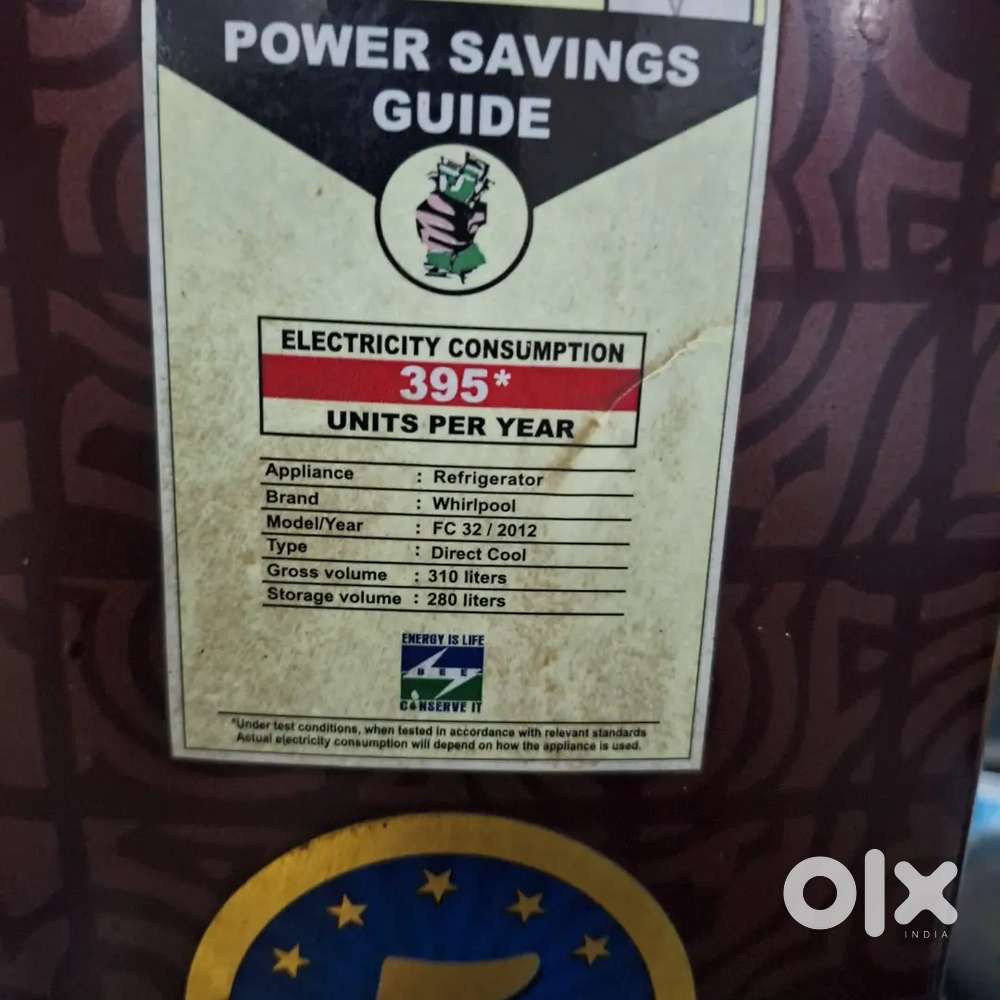 POWER SAVINGS
GUIDE
ELECTRICITY CONSUMPTION
395*
UNITS PER YEAR
Appliance : Refrigerator
Brand : Whirlpool
Model/Year : FC 32 / 2012
Type : Direct Cool
Gross volume : 310 liters
Storage volume : 280 liters
ENERGY IS LIFE
BEE
CONSERVE IT
*Under test conditions, when tested in accordance with relevant standards
Actual electricity consumption will depend on how the appliance is used.
olx
INDIA